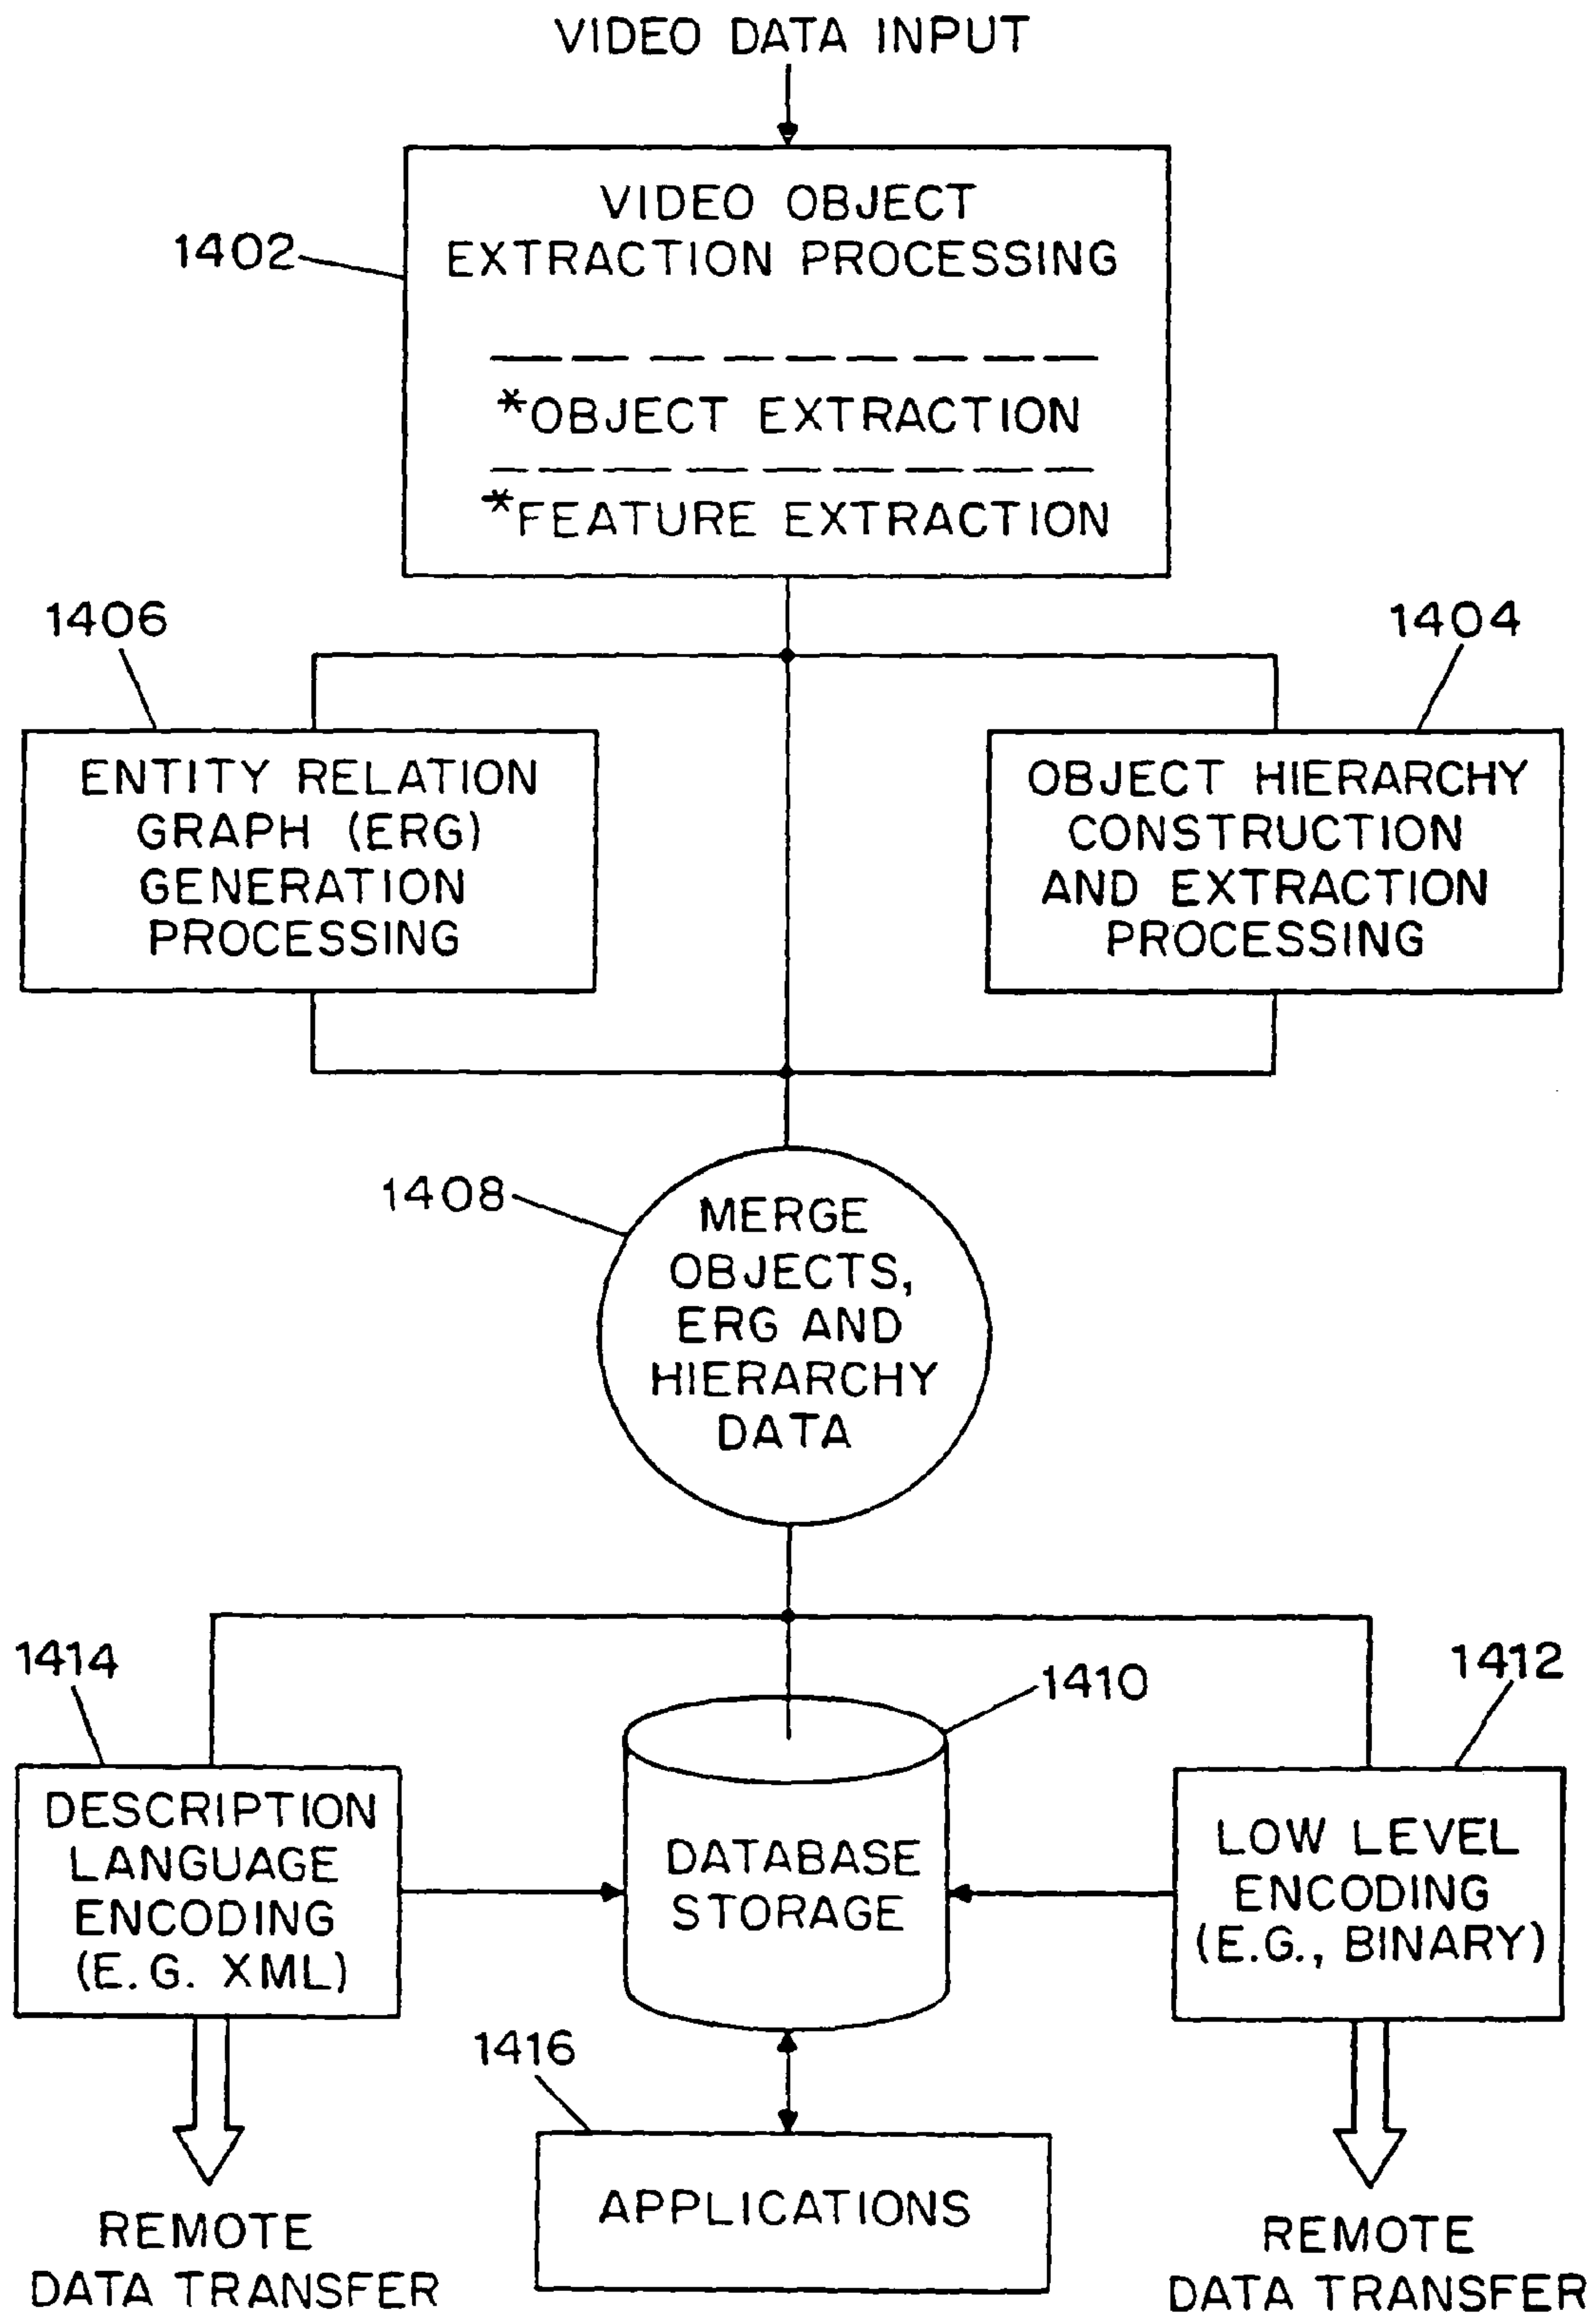 VIDEO DATA INPUT
VIDEO OBJECT
EXTRACTION PROCESSING
1402
*OBJECT EXTRACTION
*FEATURE EXTRACTION
1406
1404
ENTITY RELATION
GRAPH (ERG)
GENERATION
PROCESSING
OBJECT HIERARCHY
CONSTRUCTION
AND EXTRACTION
PROCESSING
1408
MERGE
OBJECTS,
ERG AND
HIERARCHY
DATA
1414
1410
1412
DESCRIPTION
LANGUAGE
ENCODING
(E.G. XML)
DATABASE
STORAGE
LOW LEVEL
ENCODING
(E.G., BINARY)
1416
APPLICATIONS
REMOTE
DATA TRANSFER
REMOTE
DATA TRANSFER